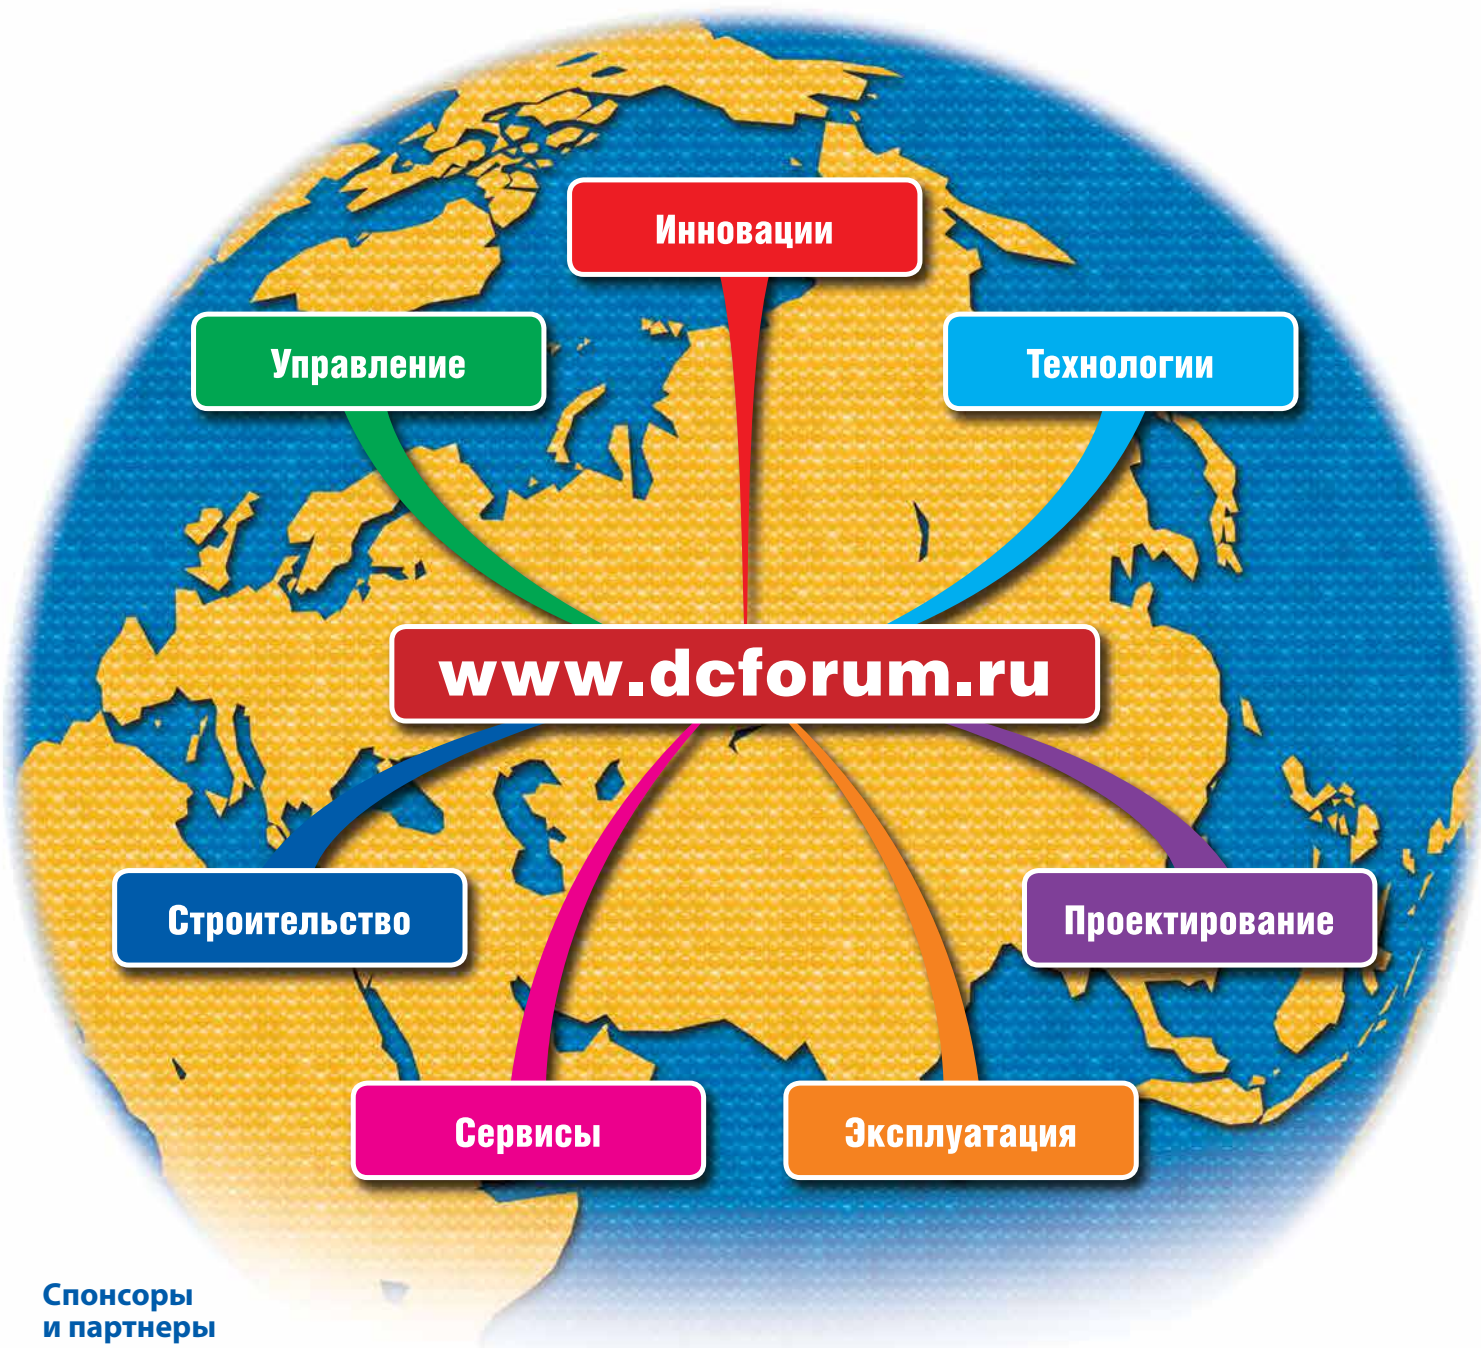 Инновации
Управление
Технологии
www.dcforum.ru
Строительство
Проектирование
Сервисы
Эксплуатация
Спонсоры
и партнеры